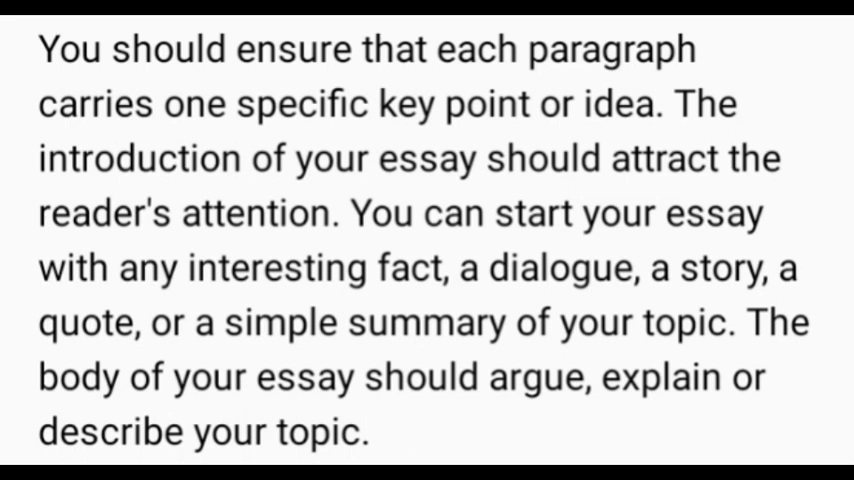 You should ensure that each paragraph
carries one specific key point or idea. The
introduction of your essay should attract the
reader's attention. You can start your essay
with any interesting fact, a dialogue, a story, a
quote, or a simple summary of your topic. The
body of your essay should argue, explain or
describe your topic.